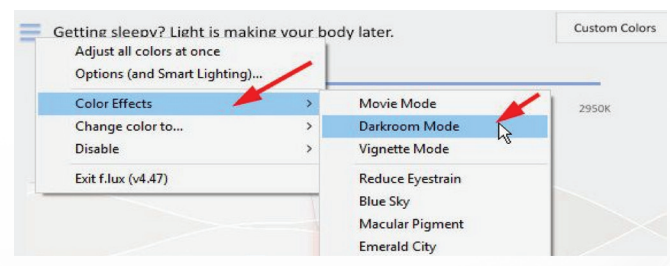 Getting sleepy? Light is making your body later.
Custom Colors
Adjust all colors at once
Options (and Smart Lighting)...
Color Effects >
Change color to... >
Disable >
Exit f.lux (v4.47)
Movie Mode
Darkroom Mode
Vignette Mode
Reduce Eyestrain
Blue Sky
Macular Pigment
Emerald City
2950K